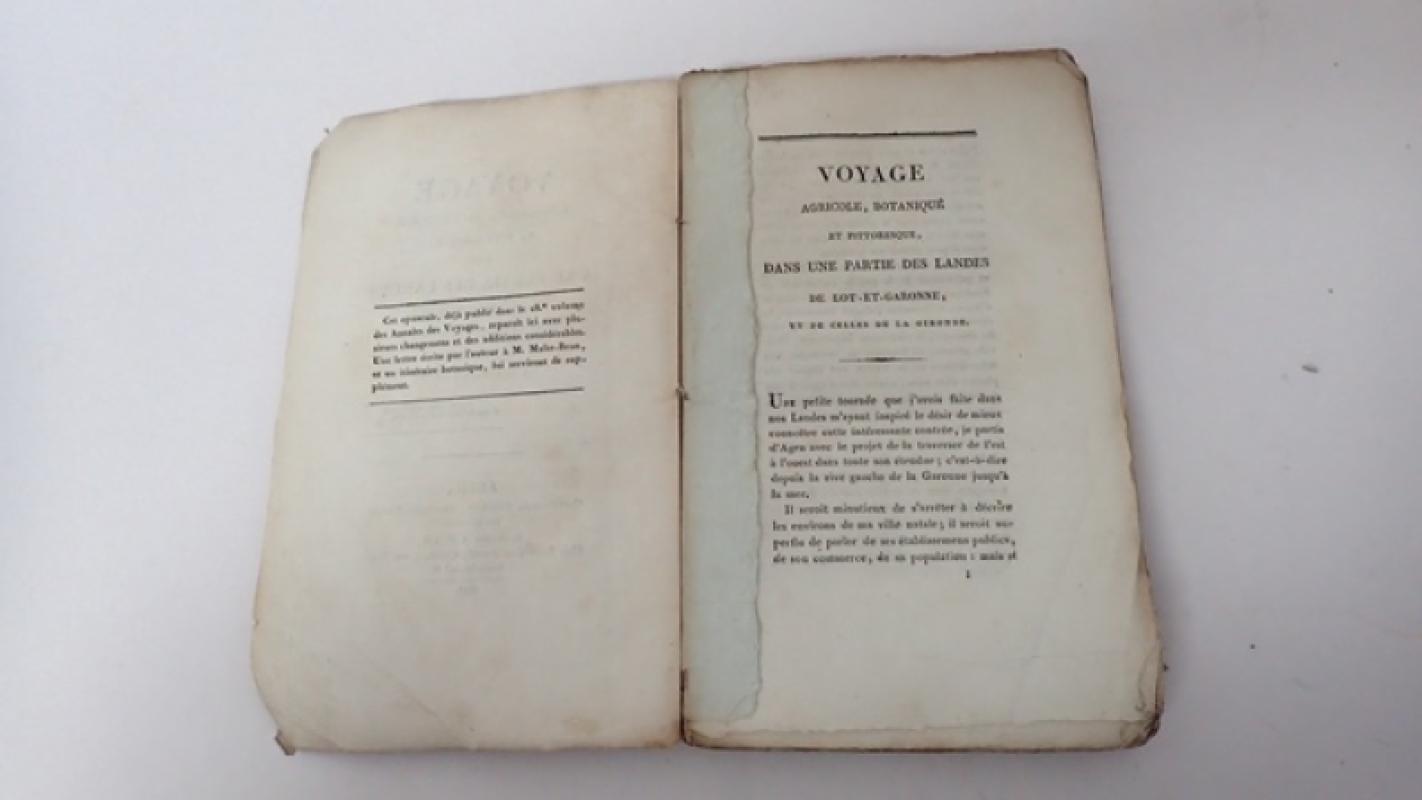 Cet opuscule, déjà publié dans le 18.e volume
des Annales des Voyages, reparaît ici avec plu-
sieurs changemens et des additions considérables.
Une lettre écrite par l'auteur à M. Malte-Brun,
et un itinéraire botanique, lui serviront de sup-
plément.
VOYAGE
AGRICOLE, BOTANIQUE
ET PITTORESQUE,
DANS UNE PARTIE DES LANDES
DE LOT-ET-GARONNE,
ET DE CELLES DE LA GIRONDE.
UNE petite tournée que j'avois faite dans
nos Landes m'ayant inspiré le désir de mieux
connoître cette intéressante contrée, je partis
d'Agen avec le projet de la traverser de l'est
à l'ouest dans toute son étendue ; c'est-à-dire
depuis la rive gauche de la Garonne jusqu'à
la mer.
Il seroit minutieux de s'arrêter à décrire
les environs de ma ville natale ; il seroit su-
perflu de parler de ses établissemens publics,
de son commerce, de sa population : mais et
1